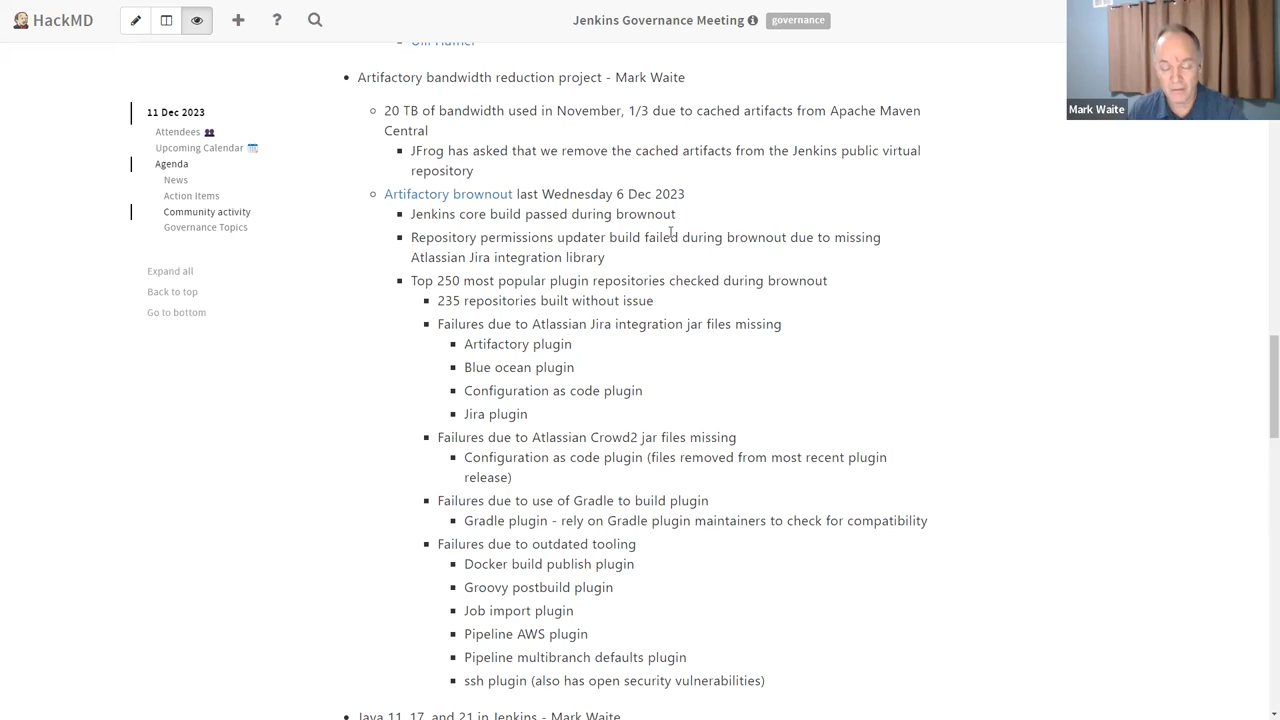 HackMD
Jenkins Governance Meeting
governance
Mark Waite
11 Dec 2023
Attendees
Upcoming Calendar
Agenda
News
Action Items
Community activity
Governance Topics
Expand all
Back to top
Go to bottom
Artifactory bandwidth reduction project - Mark Waite
20 TB of bandwidth used in November, 1/3 due to cached artifacts from Apache Maven
Central
JFrog has asked that we remove the cached artifacts from the Jenkins public virtual
repository
Artifactory brownout last Wednesday 6 Dec 2023
Jenkins core build passed during brownout
Repository permissions updater build failed during brownout due to missing
Atlassian Jira integration library
Top 250 most popular plugin repositories checked during brownout
235 repositories built without issue
Failures due to Atlassian Jira integration jar files missing
Artifactory plugin
Blue ocean plugin
Configuration as code plugin
Jira plugin
Failures due to Atlassian Crowd2 jar files missing
Configuration as code plugin (files removed from most recent plugin
release)
Failures due to use of Gradle to build plugin
Gradle plugin - rely on Gradle plugin maintainers to check for compatibility
Failures due to outdated tooling
Docker build publish plugin
Groovy postbuild plugin
Job import plugin
Pipeline AWS plugin
Pipeline multibranch defaults plugin
ssh plugin (also has open security vulnerabilities)
Java 11, 17, and 21 in Jenkins - Mark Waite